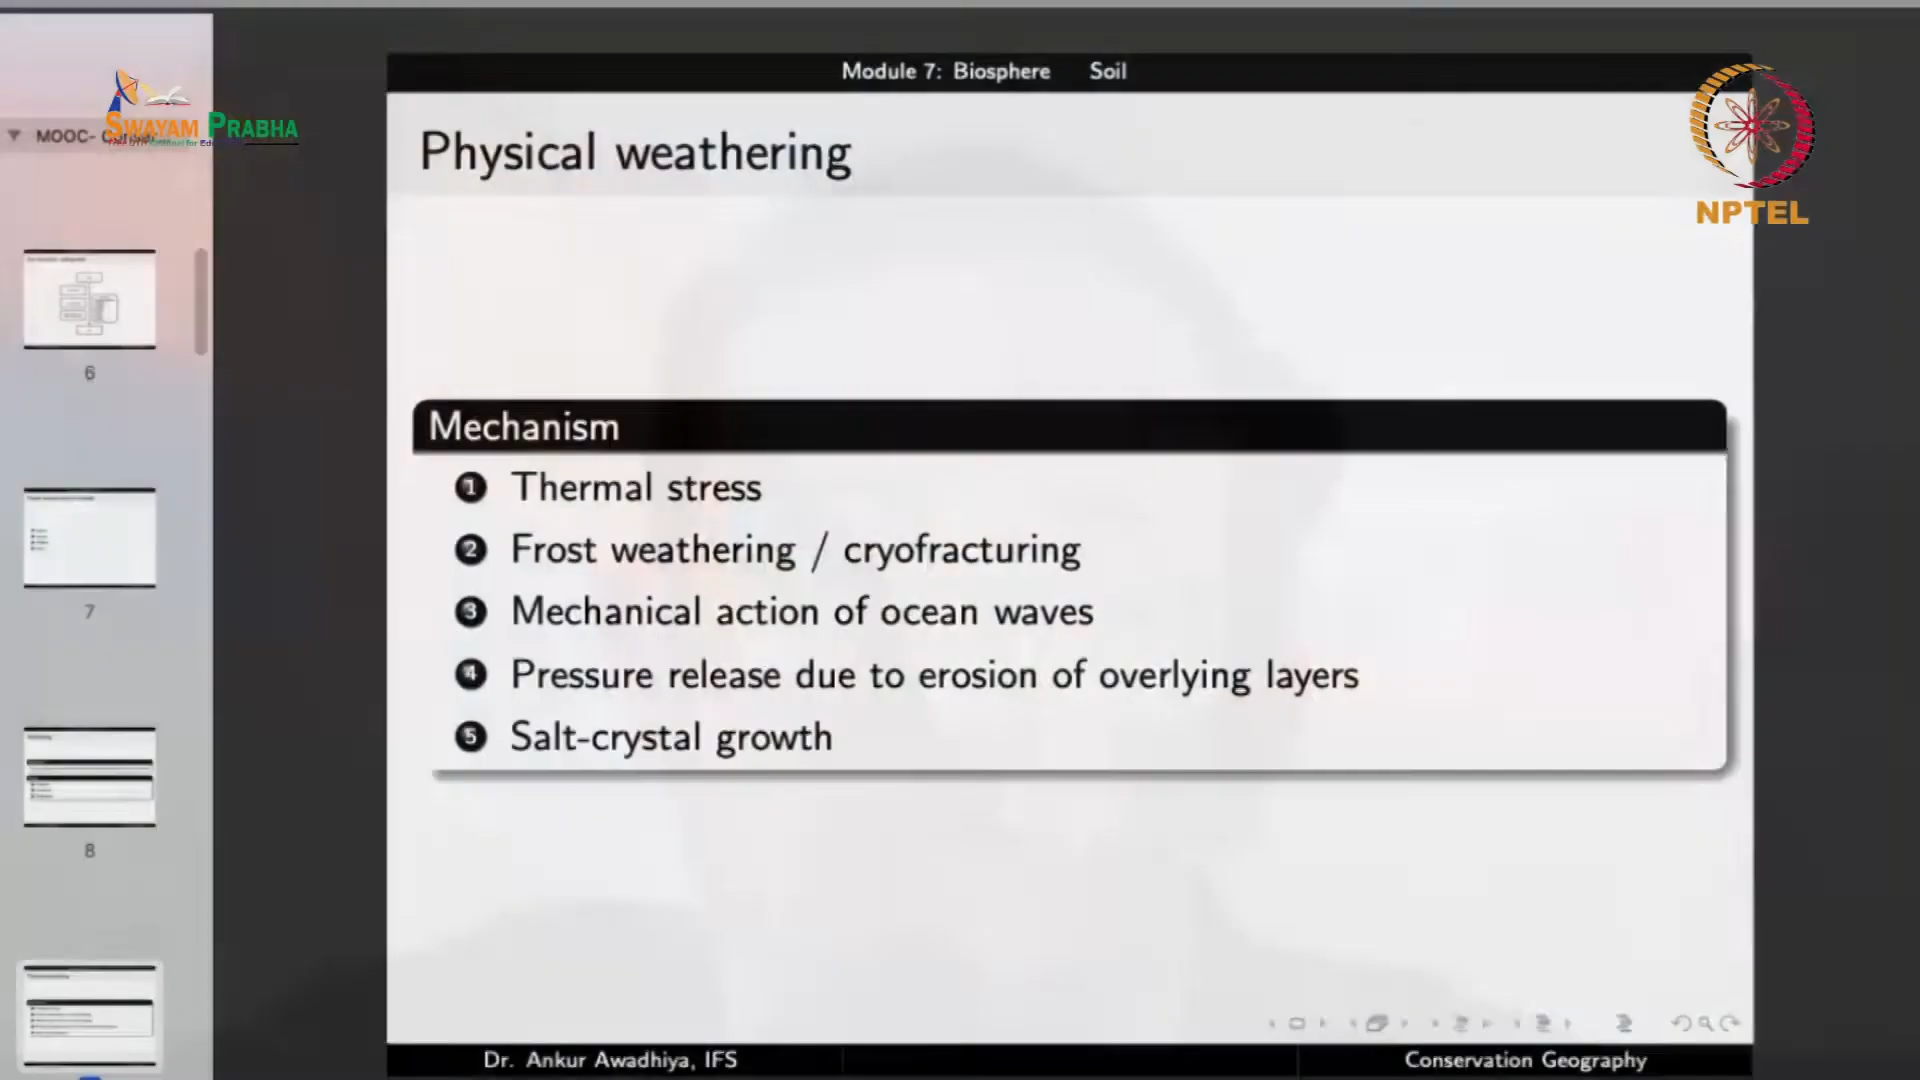 Module 7: Biosphere Soil
SWAYAM PRABHA
MOOC-
NPTEL
Physical weathering
Mechanism
1 Thermal stress
2 Frost weathering / cryofracturing
3 Mechanical action of ocean waves
4 Pressure release due to erosion of overlying layers
5 Salt-crystal growth
6
7
8
Dr. Ankur Awadhiya, IFS
Conservation Geography